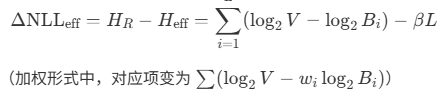 ΔNLL_eff = H_R − H_eff = ∑_{i=1} (log₂ V − log₂ B_i) − βL
（加权形式中，对应项变为 ∑(log₂ V − w_i log₂ B_i)）